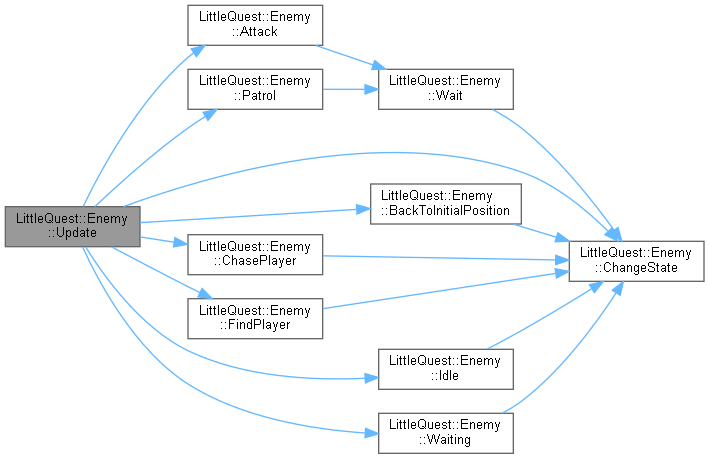 LittleQuest::Enemy
::Update
LittleQuest::Enemy
::Attack
LittleQuest::Enemy
::Patrol
LittleQuest::Enemy
::Wait
LittleQuest::Enemy
::BackToInitialPosition
LittleQuest::Enemy
::ChasePlayer
LittleQuest::Enemy
::FindPlayer
LittleQuest::Enemy
::Idle
LittleQuest::Enemy
::Waiting
LittleQuest::Enemy
::ChangeState